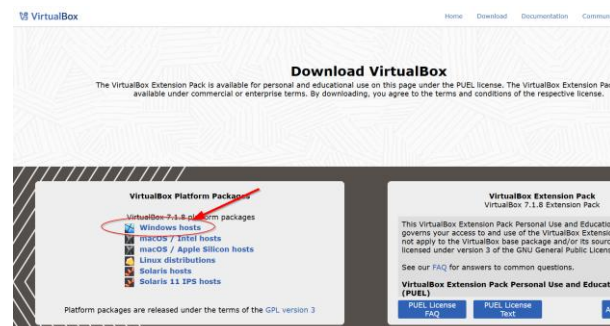 VirtualBox
Home Download Documentation
Download VirtualBox
The VirtualBox Extension Pack is available for personal and educational use on this page under the PUEL license. The VirtualBox Extension
available under commercial or enterprise terms. By downloading, you agree to the terms and conditions of the respective license.
VirtualBox Platform Packages
VirtualBox 7.1.8 platform packages
Windows hosts
macOS / Intel hosts
macOS / Apple Silicon hosts
Linux distributions
Solaris hosts
Solaris 11 IPS hosts
Platform packages are released under the terms of the GPL version 3
VirtualBox Extension Pack
VirtualBox 7.1.8 Extension Pack
This VirtualBox Extension Pack Personal Use and
governs your access to and use of the VirtualBox
not apply to the VirtualBox base package and/or its
licensed under version 3 of the GNU General Public
See our FAQ for answers to common questions.
VirtualBox Extension Pack Personal Use and
(PUEL)
PUEL License
FAQ
PUEL License
Text